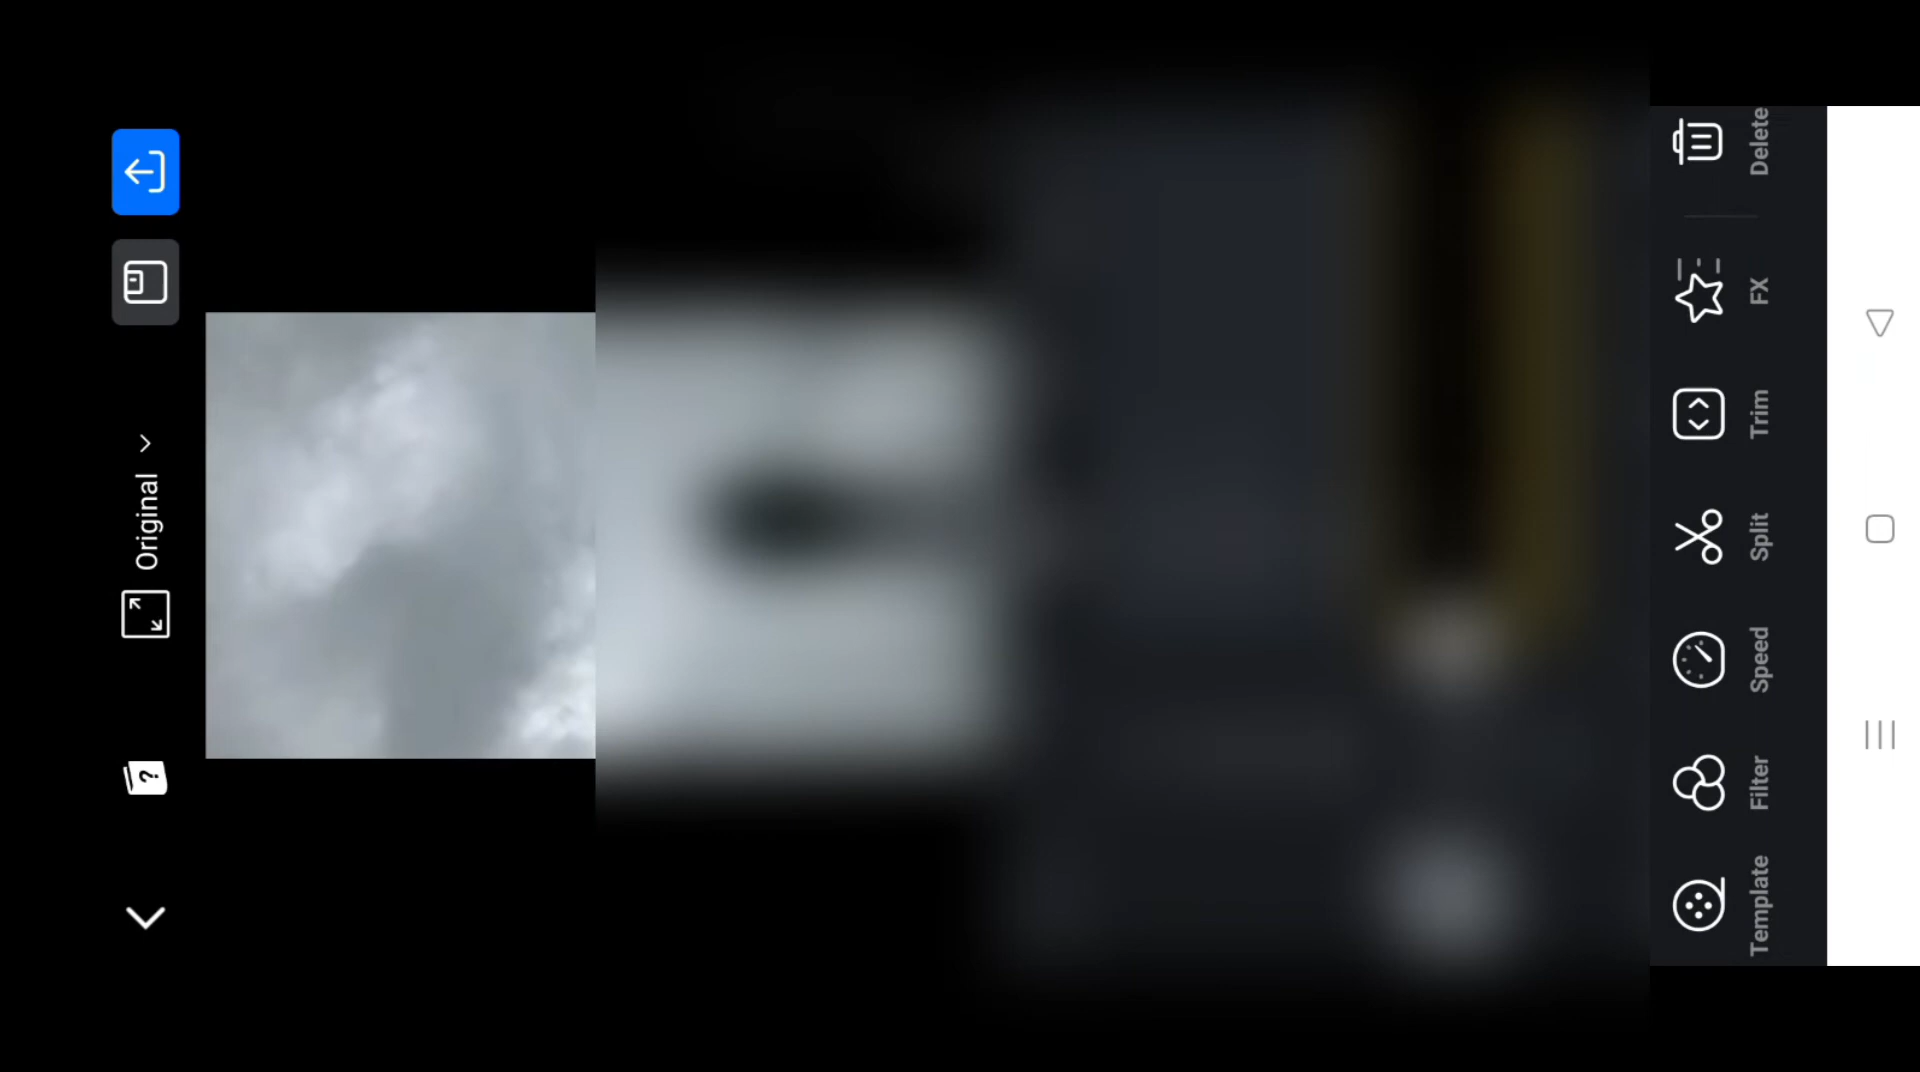 Original
Template
Filter
Speed
Split
Trim
FX
Delete